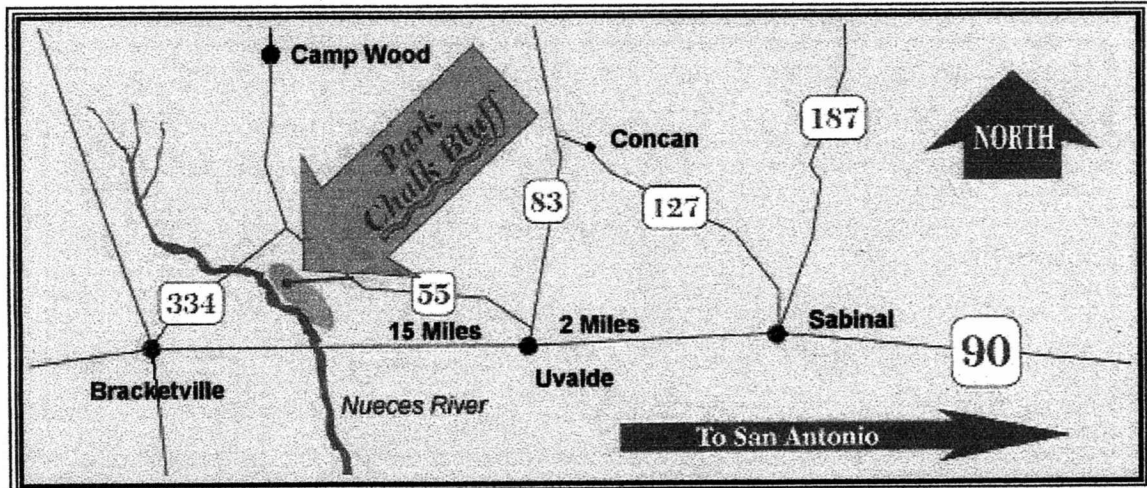 Camp Wood
Park
Chalk Bluff
Concan
187
NORTH
83
127
334
55
15 Miles
2 Miles
Sabinal
90
Bracketville
Uvalde
Nueces River
To San Antonio